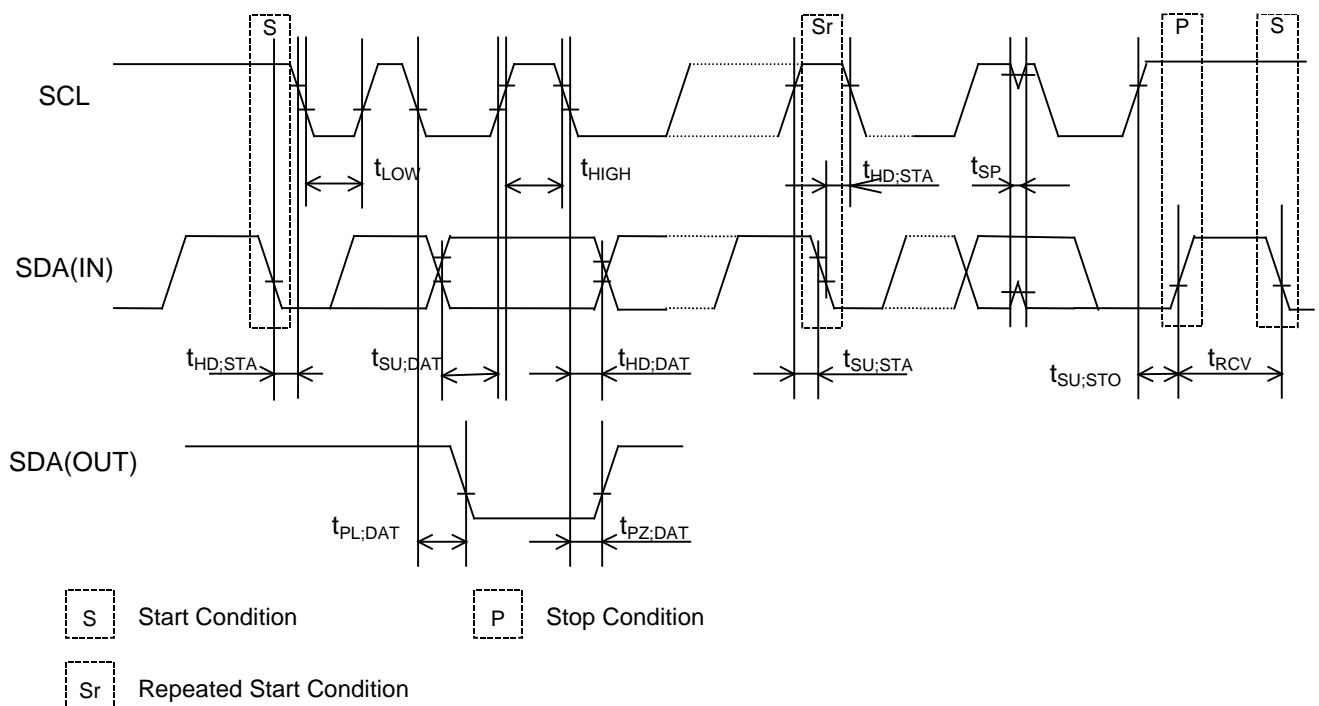 S Sr P S
SCL
tLOW tHIGH tHD;STA tSP
SDA(IN)
tHD;STA tSU;DAT tHD;DAT tSU;STA tSU;STO tRCV
SDA(OUT)
tPL;DAT tPZ;DAT
S Start Condition P Stop Condition
Sr Repeated Start Condition